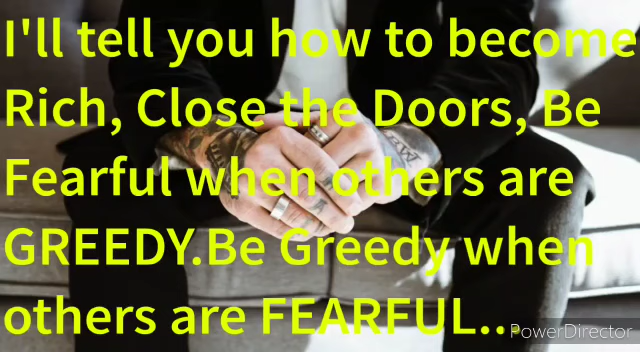 I'll tell you how to become
Rich, Close the Doors, Be
Fearful when others are
GREEDY.Be Greedy when
others are FEARFUL...
PowerDirector